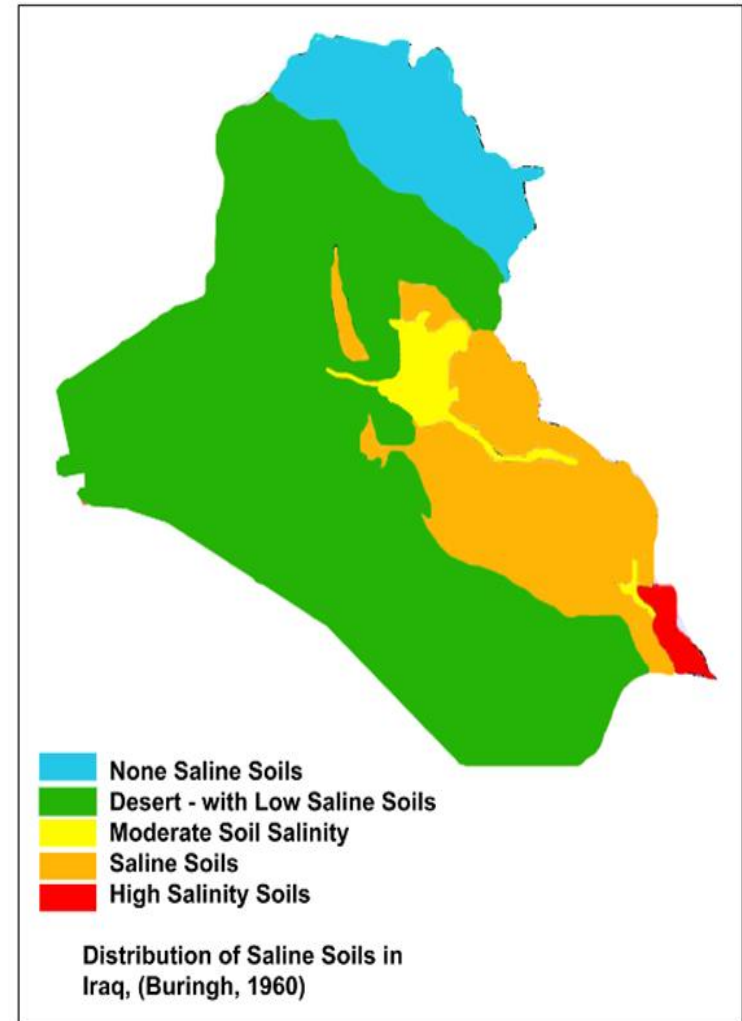 None Saline Soils
Desert - with Low Saline Soils
Moderate Soil Salinity
Saline Soils
High Salinity Soils
Distribution of Saline Soils in
Iraq, (Buringh, 1960)